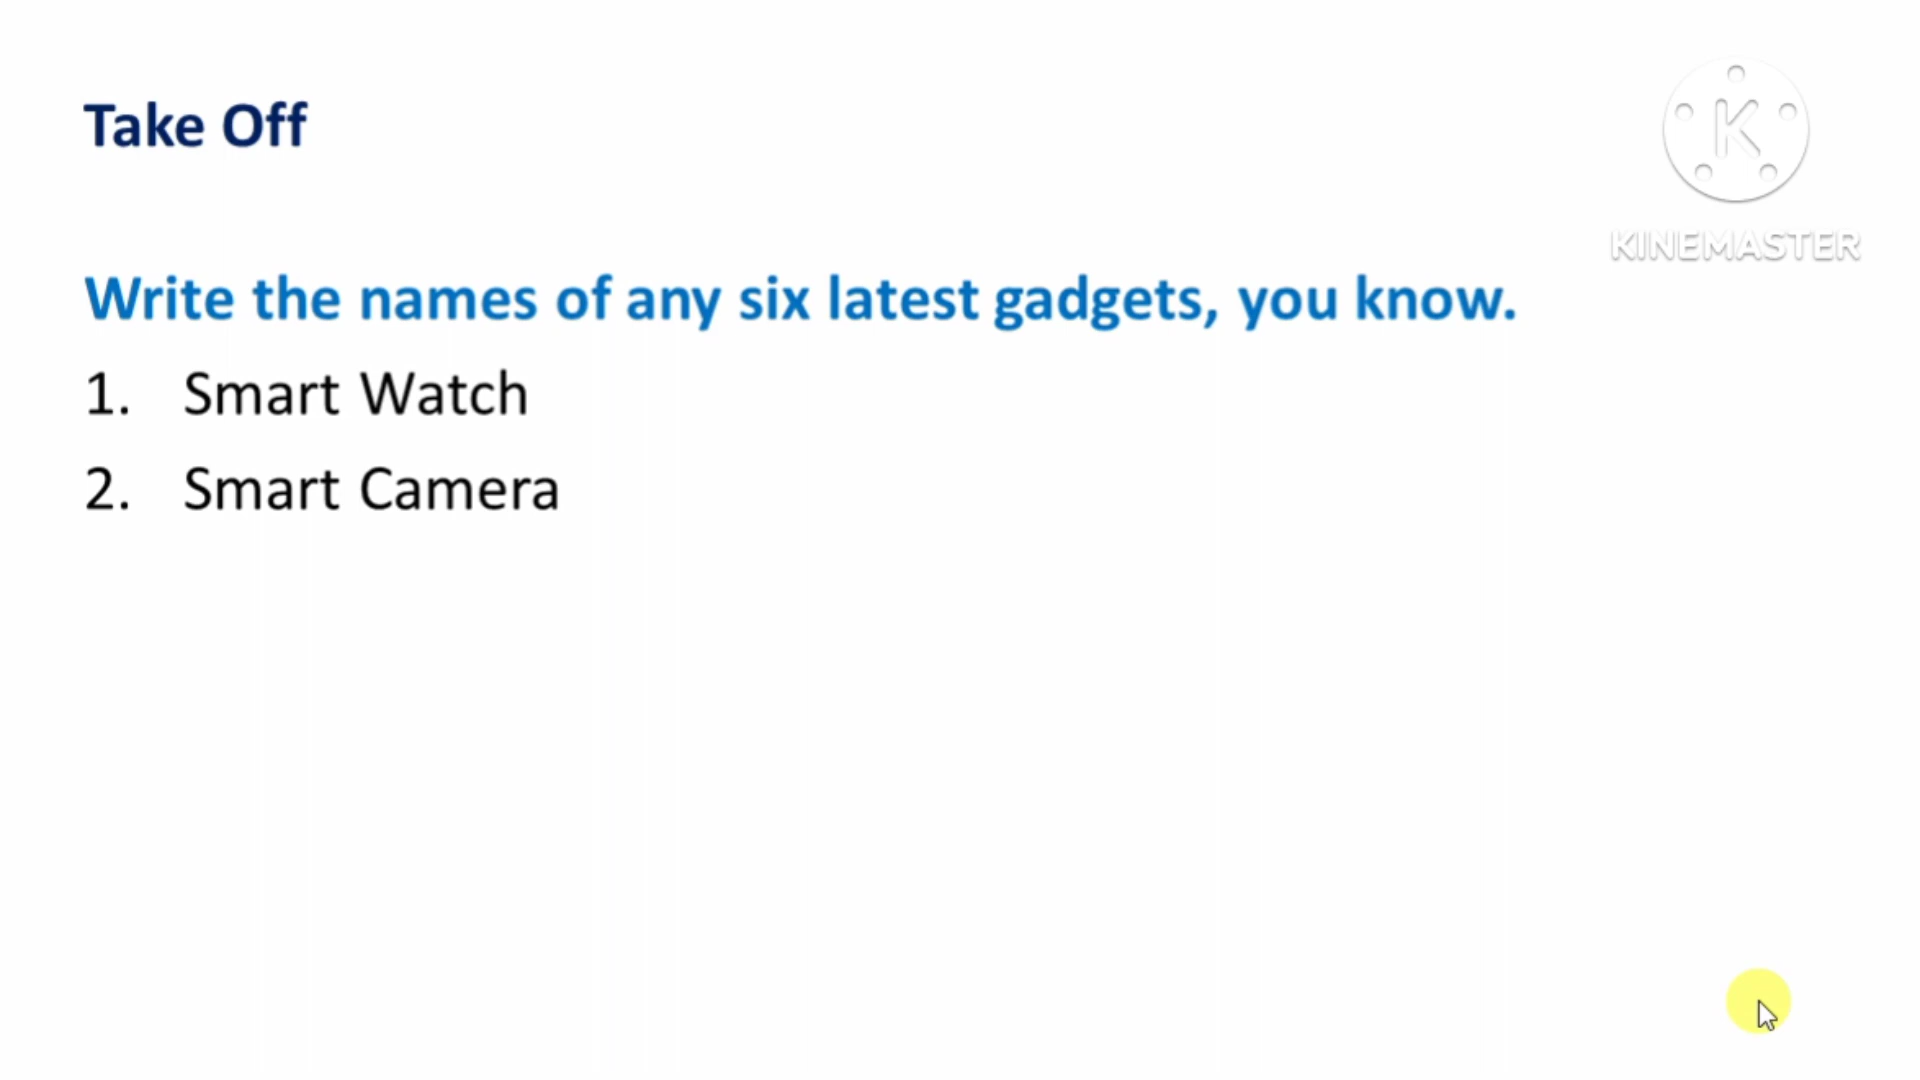 Take Off
K
KINEMASTER
Write the names of any six latest gadgets, you know.
1. Smart Watch
2. Smart Camera